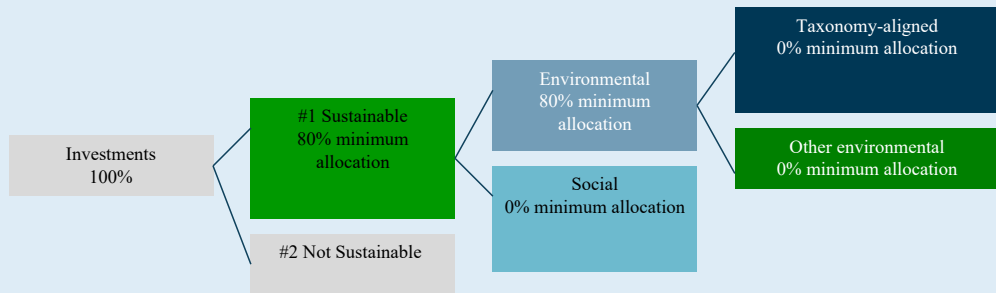 Investments
100%
#1 Sustainable
80% minimum
allocation
#2 Not Sustainable
Environmental
80% minimum
allocation
Social
0% minimum allocation
Taxonomy-aligned
0% minimum allocation
Other environmental
0% minimum allocation